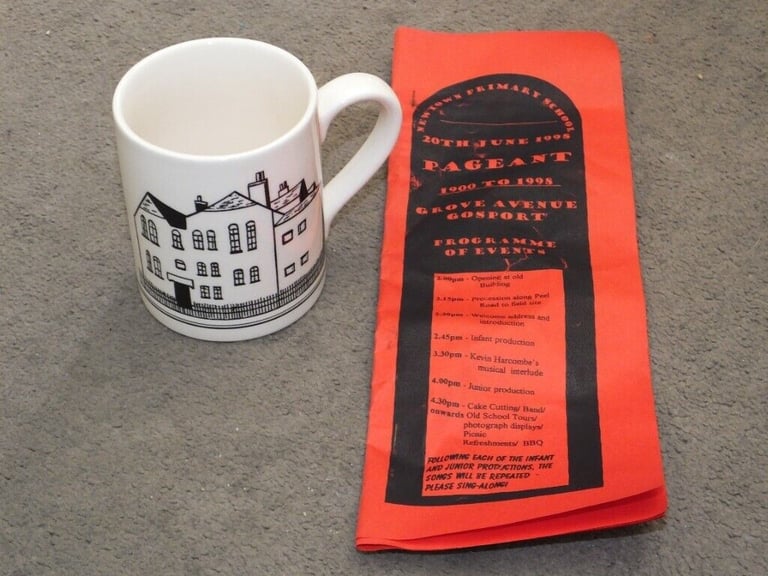 NEWTOWN PRIMARY SCHOOL
20TH JUNE 1998
PAGEANT
1900 TO 1998
GROVE AVENUE
GOSPORT
PROGRAMME
OF EVENTS
2.00pm - Opening at old
Building
2.15pm - Procession along Peel
Road to field site
2.30pm - Welcome address and
introduction
2.45pm - Infant production
3.30pm - Kevin Harcombe's
musical interlude
4.00pm - Junior production
4.30pm - Cake Cutting/ Band/
onwards Old School Tours/
photograph displays/
Picnic
Refreshments/ BBQ
FOLLOWING EACH OF THE INFANT
AND JUNIOR PRODUCTIONS, THE
SONGS WILL BE REPEATED -
PLEASE SING-ALONG!